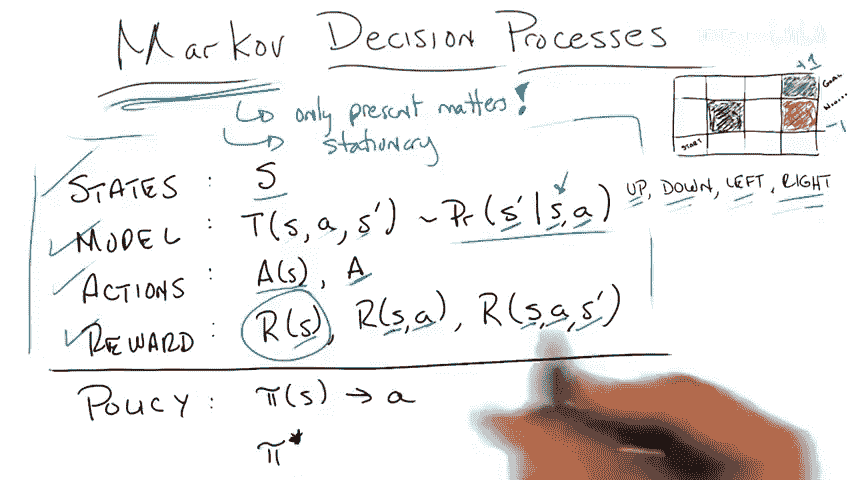 Markov Decision Processes
↳ only present matters!
↳ stationary
STATES : S
MODEL : T(s, a, s') ~ Pr(s' | s, a)
ACTIONS : A(s), A
REWARD : R(s), R(s,a), R(s,a,s')
POLICY : π(s) → a
π*
+1
GOAL
-1
START
UP, DOWN, LEFT, RIGHT